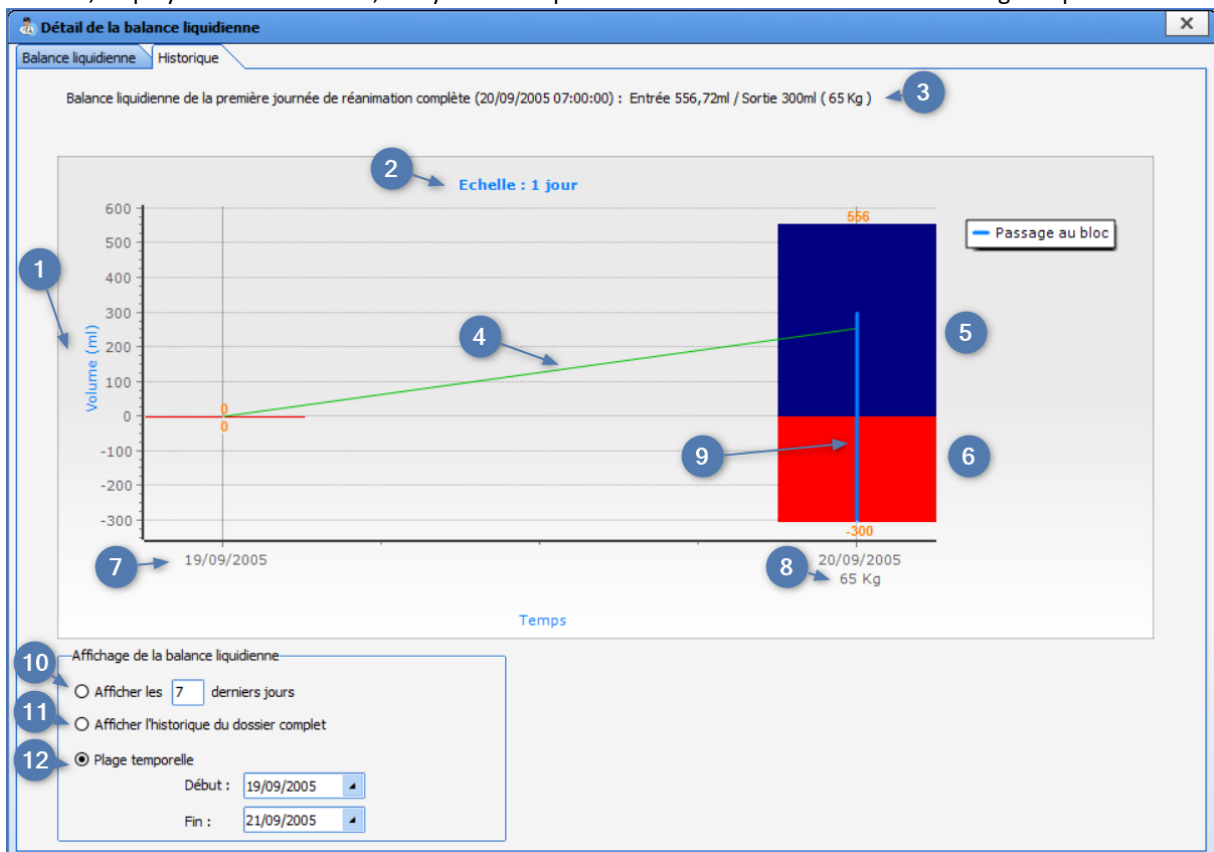 Détail de la balance liquidienne
X
Balance liquidienne Historique
Balance liquidienne de la première journée de réanimation complète (20/09/2005 07:00:00) : Entrée 556,72ml / Sortie 300ml ( 65 Kg )
3
2
Echelle : 1 jour
600
556
Passage au bloc
500
1
400
300
4
5
Volume (ml)
200
100
0
0
0
-100
9
6
-200
-300
-300
7
19/09/2005
8
20/09/2005
65 Kg
Temps
Affichage de la balance liquidienne
10
Afficher les 7 derniers jours
11
Afficher l'historique du dossier complet
12
Plage temporelle
Début : 19/09/2005
Fin : 21/09/2005